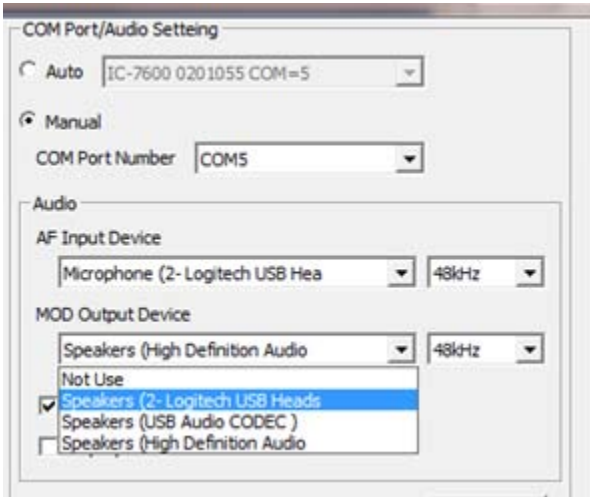 COM Port/Audio Setteing
Auto IC-7600 0201055 COM=5
Manual
COM Port Number COM5
Audio
AF Input Device
Microphone (2- Logitech USB Hea 48kHz
MOD Output Device
Speakers (High Definition Audio 48kHz
Not Use
Speakers (2- Logitech USB Heads
Speakers (USB Audio CODEC )
Speakers (High Definition Audio